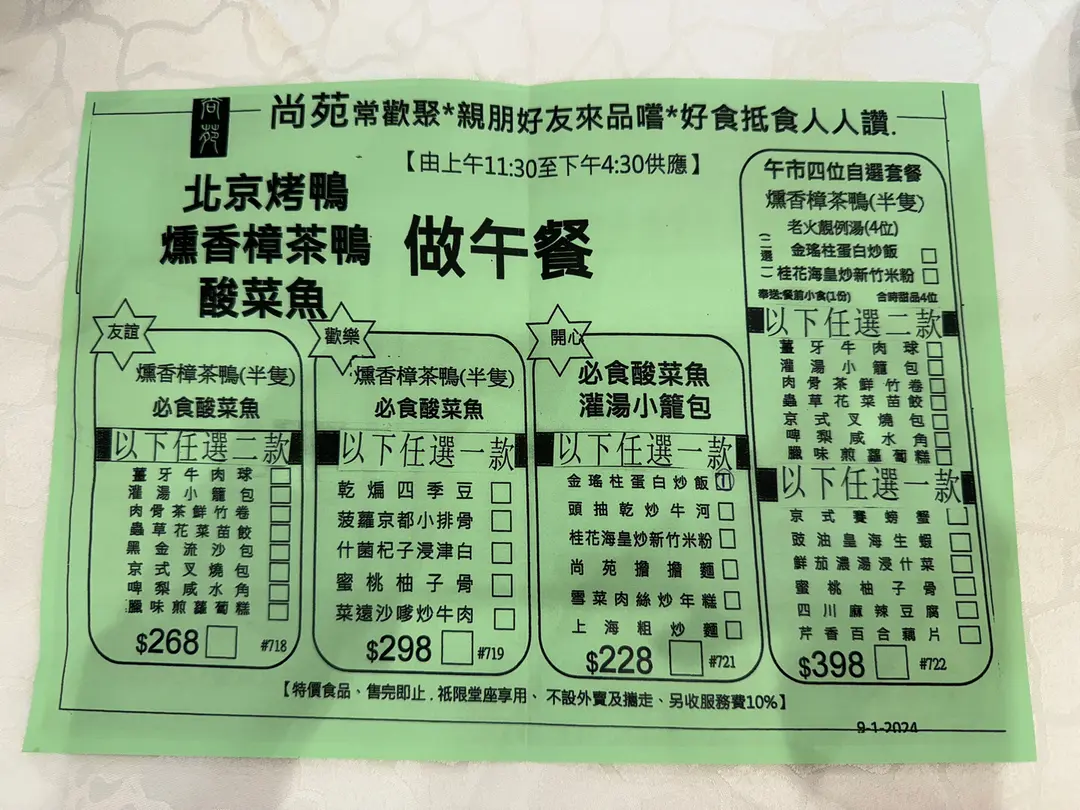 尚苑
尚苑常歡聚*親朋好友來品嚐*好食抵食人人讚.
【由上午11:30至下午4:30供應】
北京烤鴨
燻香樟茶鴨
酸菜魚
做午餐
友誼
燻香樟茶鴨(半隻)
必食酸菜魚
以下任選二款
薑牙牛肉球
灌湯小籠包
肉骨茶鮮竹卷
蟲草花菜苗餃
黑金流沙包
京式叉燒包
啤梨咸水角
臘味煎蘿蔔糕
$268 #718
歡樂
燻香樟茶鴨(半隻)
必食酸菜魚
以下任選一款
乾煸四季豆
菠蘿京都小排骨
什菌杞子浸津白
蜜桃柚子骨
菜遠沙嗲炒牛肉
$298 #719
開心
必食酸菜魚
灌湯小籠包
以下任選一款
金瑤柱蛋白炒飯
頭抽乾炒牛河
桂花海皇炒新竹米粉
尚苑擔擔麵
雪菜肉絲炒年糕
上海粗炒麵
$228 #721
午市四位自選套餐
燻香樟茶鴨(半隻)
老火靚例湯(4位)
(二選一)
金瑤柱蛋白炒飯
桂花海皇炒新竹米粉
奉送:餐前小食(1份) 合時甜品4位
以下任選二款
薑牙牛肉球
灌湯小籠包
肉骨茶鮮竹卷
蟲草花菜苗餃
京式叉燒包
啤梨咸水角
臘味煎蘿蔔糕
以下任選一款
京式賽螃蟹
豉油皇海生蝦
鮮茄濃湯浸什菜
蜜桃柚子骨
四川麻辣豆腐
芹香百合藕片
$398 #722
【特價食品、售完即止.祗限堂座享用、不設外賣及攜走、另收服務費10%】
9-1-2024